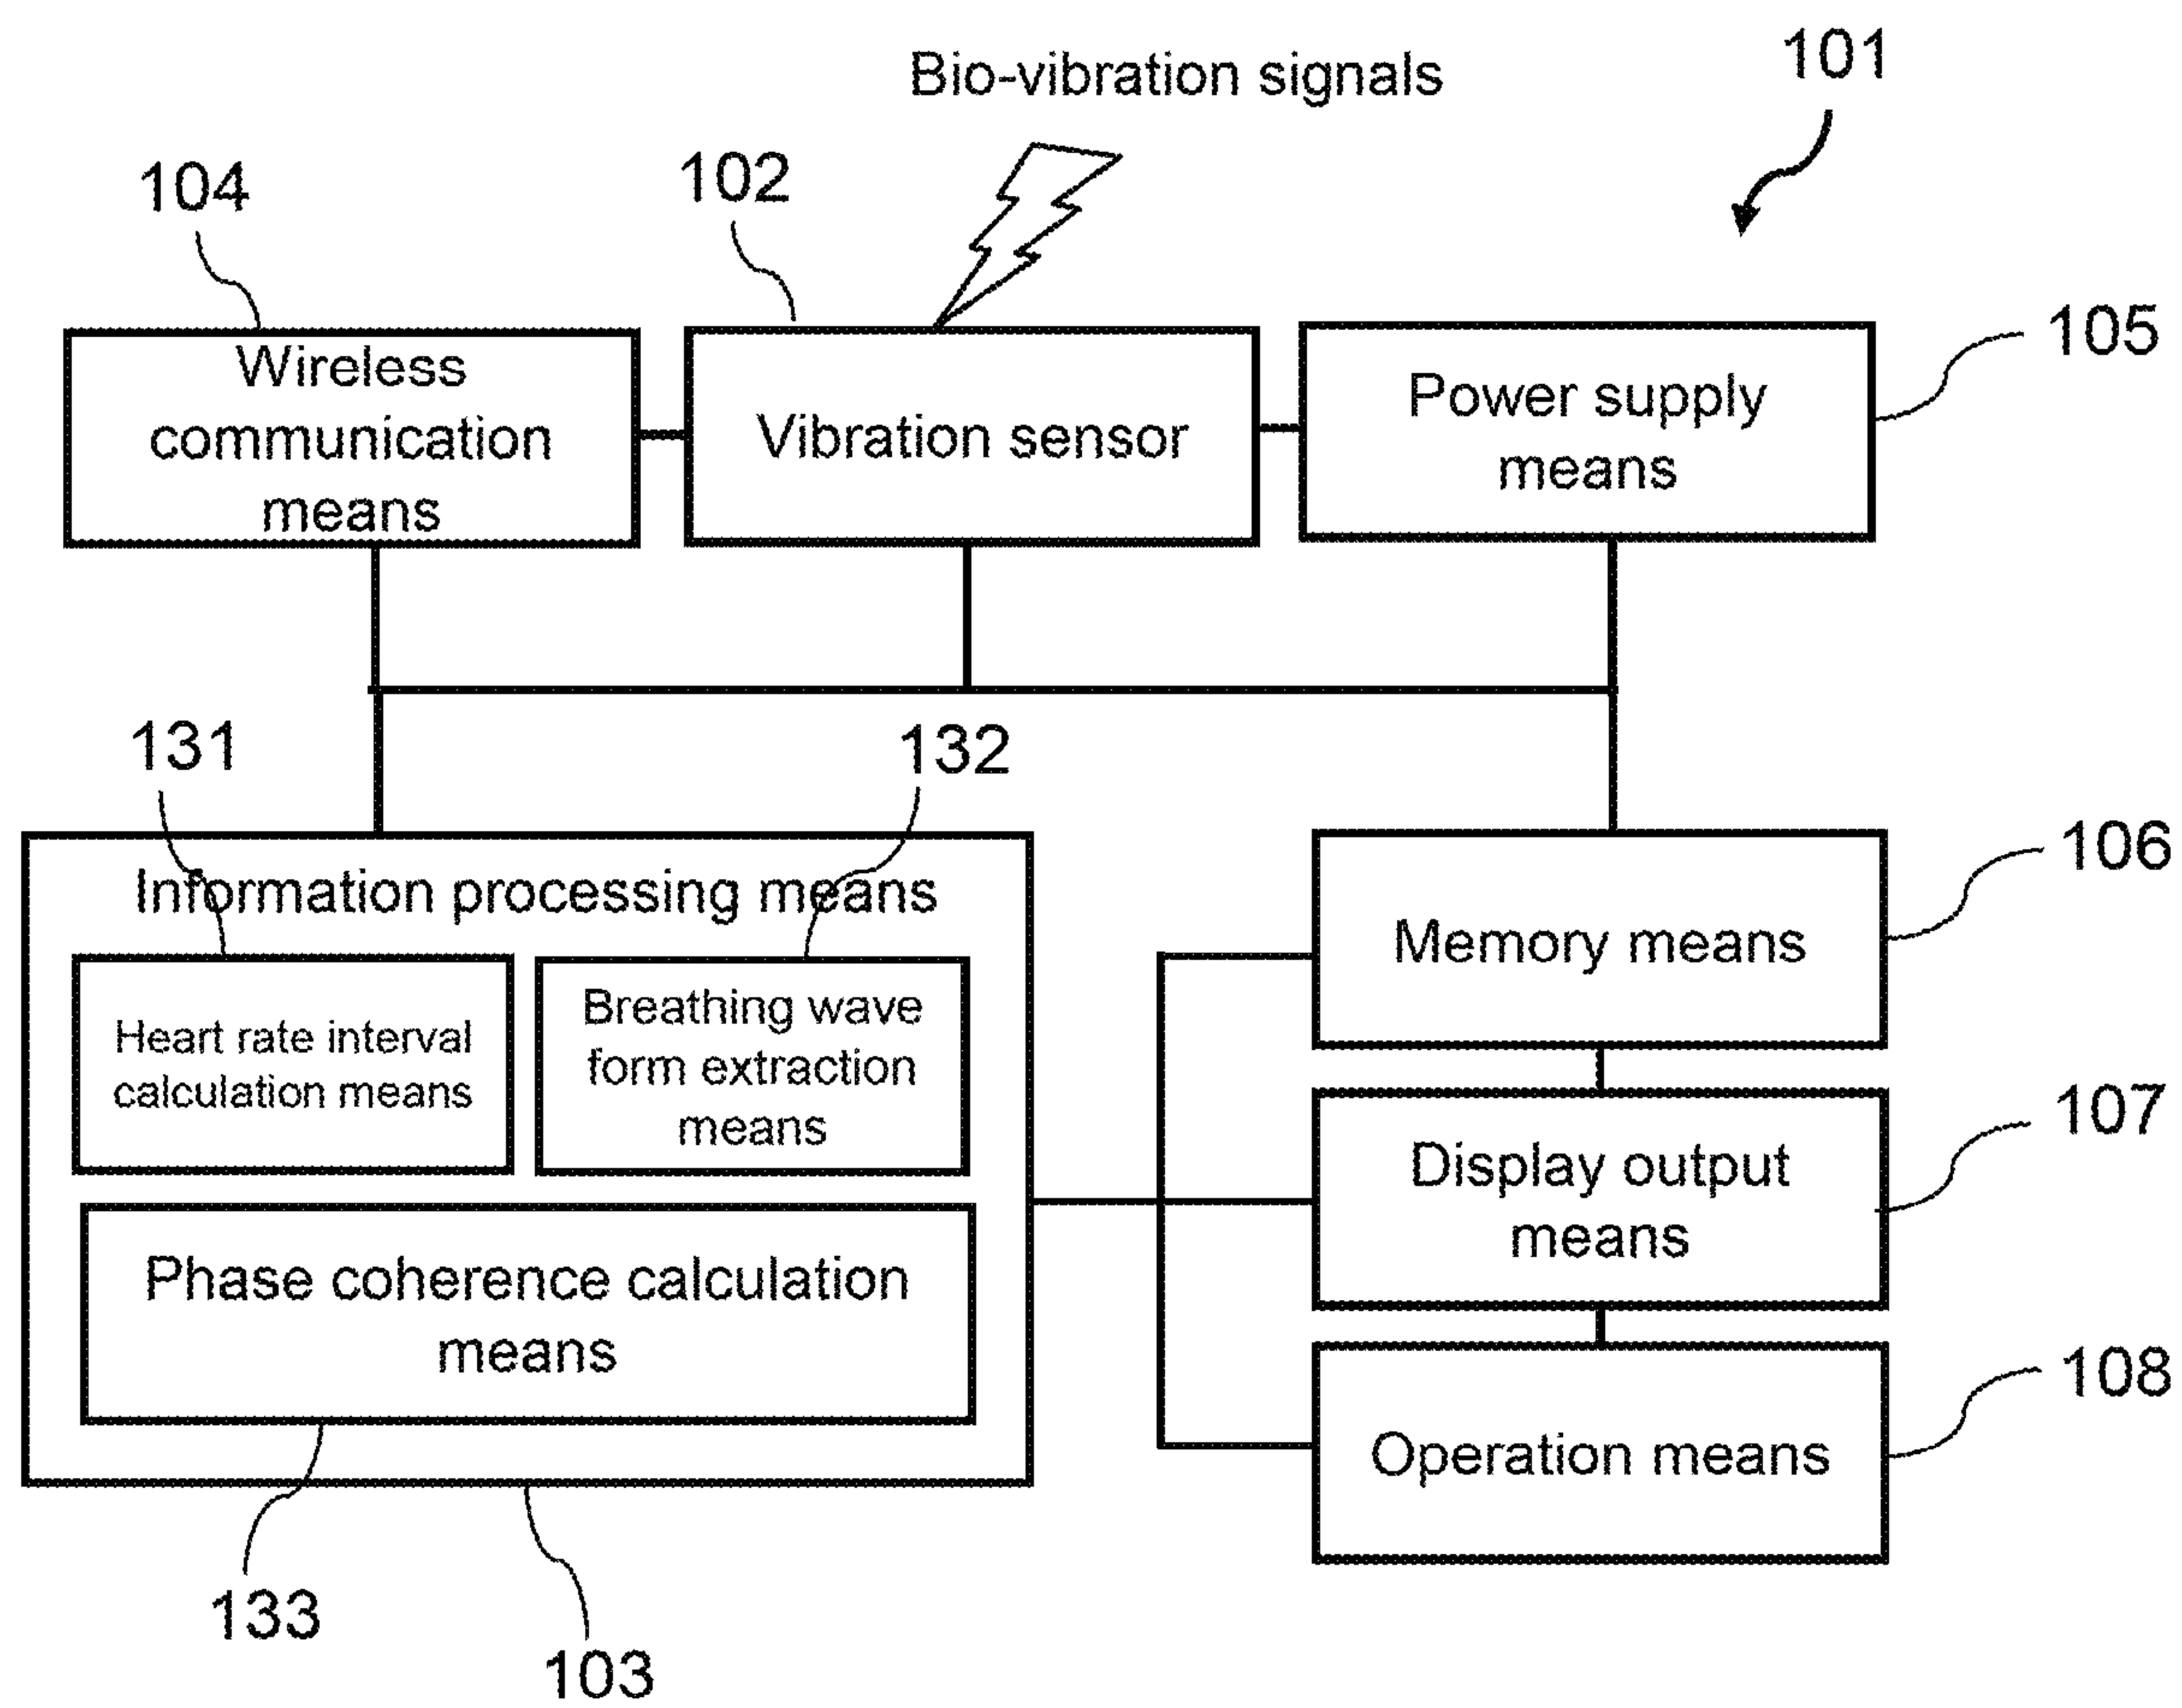 Bio-vibration signals
101
104
102
105
Wireless
communication
means
Vibration sensor
Power supply
means
131
132
106
Information processing means
Memory means
Heart rate interval
calculation means
Breathing wave
form extraction
means
107
Display output
means
Phase coherence calculation
means
108
Operation means
133
103